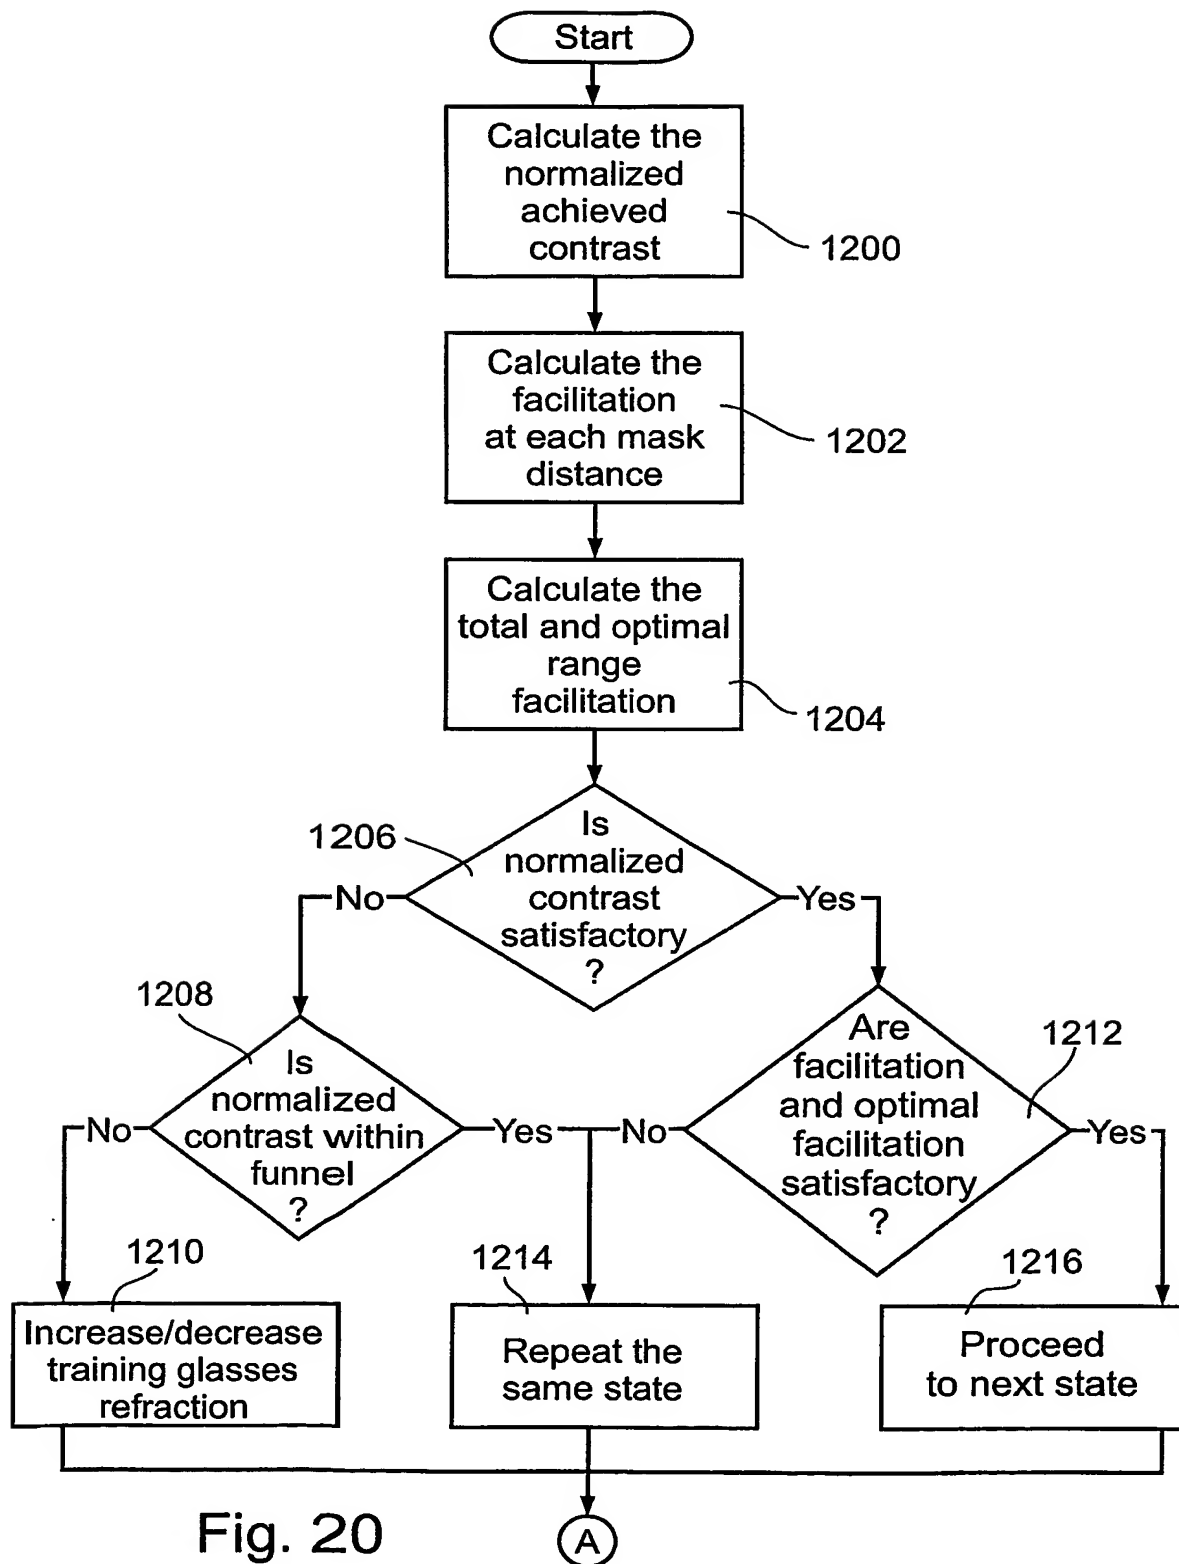 Start
Calculate the
normalized
achieved
contrast
1200
Calculate the
facilitation
at each mask
distance
1202
Calculate the
total and optimal
range
facilitation
1204
1206
Is
normalized
contrast
satisfactory
?
No
Yes
1208
Is
normalized
contrast within
funnel
?
No
Yes
1212
Are
facilitation
and optimal
facilitation
satisfactory
?
No
Yes
1210
Increase/decrease
training glasses
refraction
1214
Repeat the
same state
1216
Proceed
to next state
Fig. 20
A